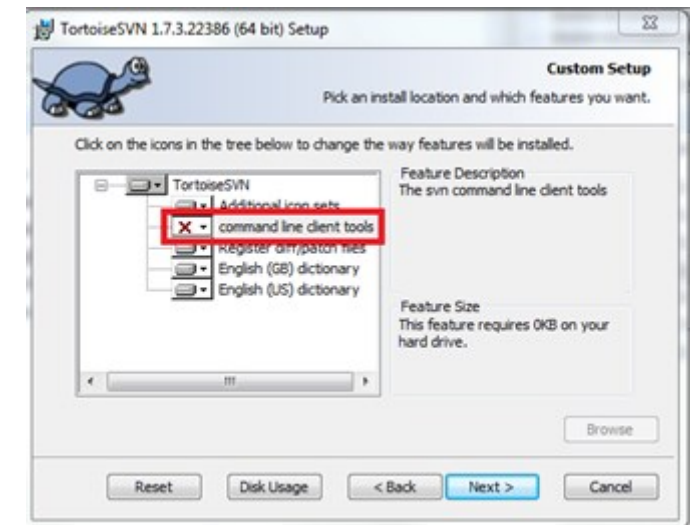 TortoiseSVN 1.7.3.22386 (64 bit) Setup
Custom Setup
Pick an install location and which features you want.
Click on the icons in the tree below to change the way features will be installed.
TortoiseSVN
Additional icon sets
command line client tools
Register diff/patch files
English (GB) dictionary
English (US) dictionary
Feature Description
The svn command line client tools
Feature Size
This feature requires 0KB on your
hard drive.
Browse
Reset
Disk Usage
< Back
Next >
Cancel